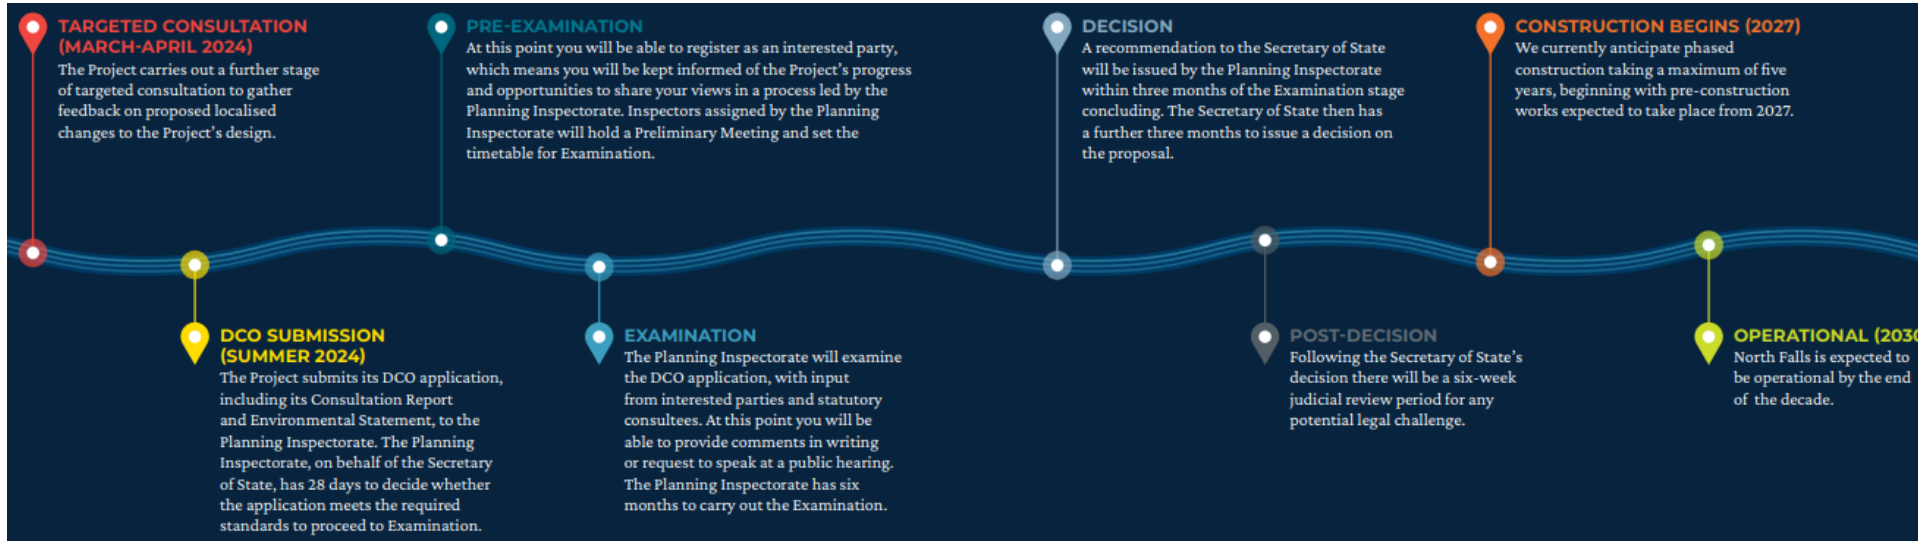 TARGETED CONSULTATION
(MARCH-APRIL 2024)
The Project carries out a further stage
of targeted consultation to gather
feedback on proposed localised
changes to the Project's design.
DCO SUBMISSION
(SUMMER 2024)
The Project submits its DCO application,
including its Consultation Report
and Environmental Statement, to the
Planning Inspectorate. The Planning
Inspectorate, on behalf of the Secretary
of State, has 28 days to decide whether
the application meets the required
standards to proceed to Examination.
PRE-EXAMINATION
At this point you will be able to register as an interested party,
which means you will be kept informed of the Project's progress
and opportunities to share your views in a process led by the
Planning Inspectorate. Inspectors assigned by the Planning
Inspectorate will hold a Preliminary Meeting and set the
timetable for Examination.
EXAMINATION
The Planning Inspectorate will examine
the DCO application, with input
from interested parties and statutory
consultees. At this point you will be
able to provide comments in writing
or request to speak at a public hearing.
The Planning Inspectorate has six
months to carry out the Examination.
DECISION
A recommendation to the Secretary of State
will be issued by the Planning Inspectorate
within three months of the Examination stage
concluding. The Secretary of State then has
a further three months to issue a decision on
the proposal.
POST-DECISION
Following the Secretary of State's
decision there will be a six-week
judicial review period for any
potential legal challenge.
CONSTRUCTION BEGINS (2027)
We currently anticipate phased
construction taking a maximum of five
years, beginning with pre-construction
works expected to take place from 2027.
OPERATIONAL (2030
North Falls is expected to
be operational by the end
of the decade.